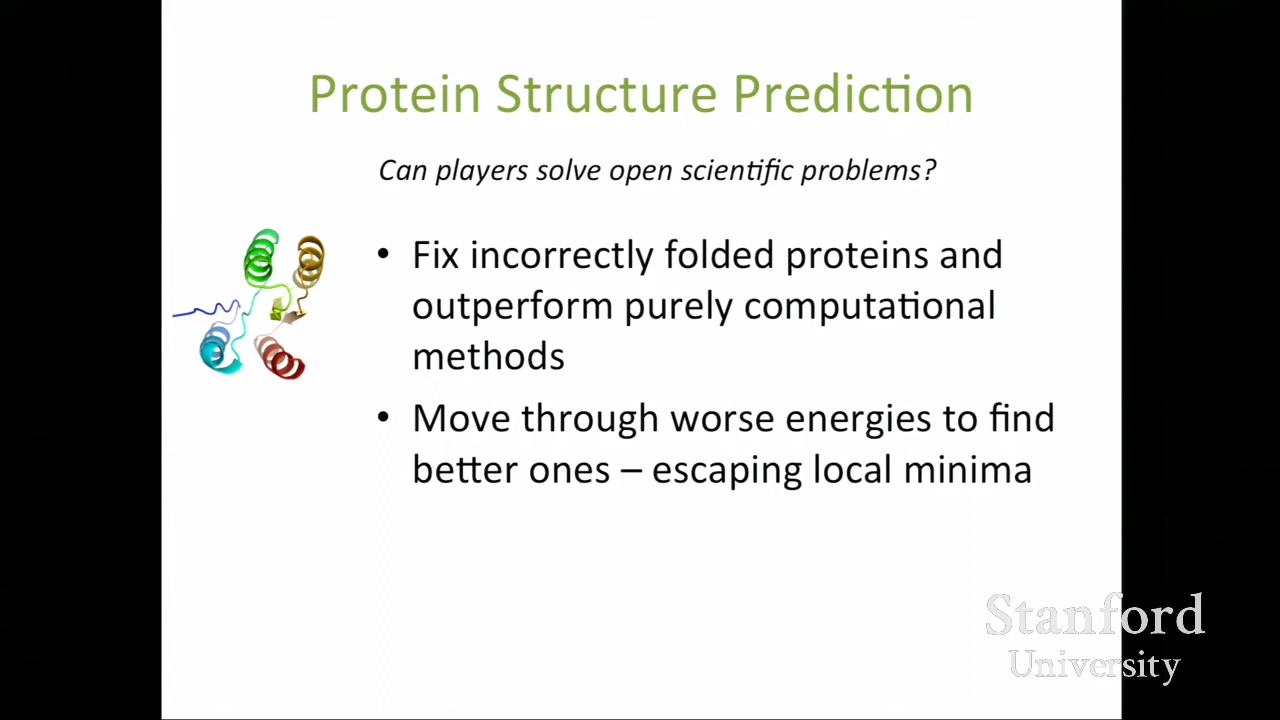 Protein Structure Prediction
Can players solve open scientific problems?
• Fix incorrectly folded proteins and
outperform purely computational
methods
• Move through worse energies to find
better ones – escaping local minima
Stanford
University